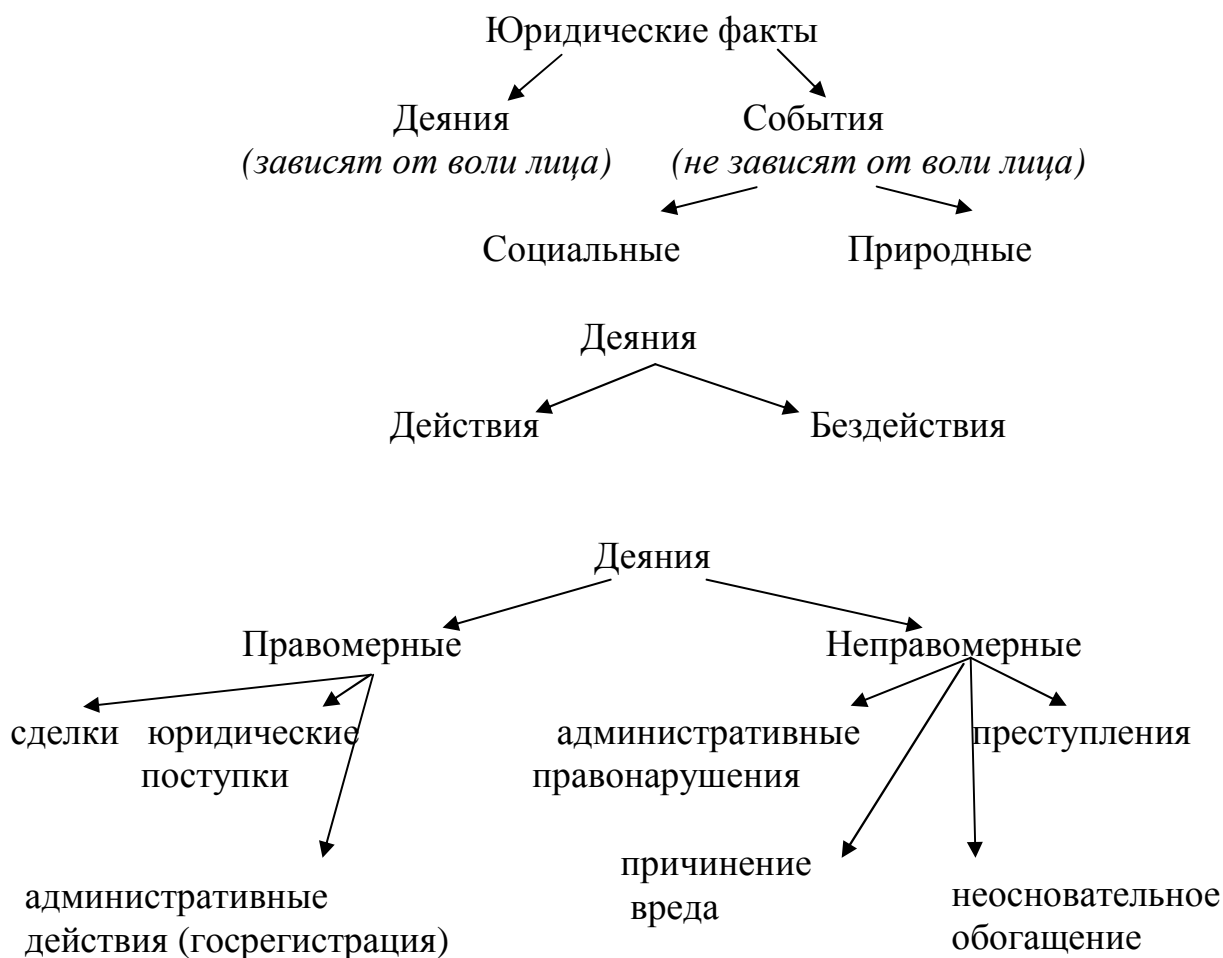 Юридические факты
Деяния События
(зависят от воли лица) (не зависят от воли лица)
Социальные Природные
Деяния
Действия Бездействия
Деяния
Правомерные Неправомерные
сделки юридические административные преступления
поступки правонарушения
причинение
вреда
административные неосновательное
действия (госрегистрация) обогащение